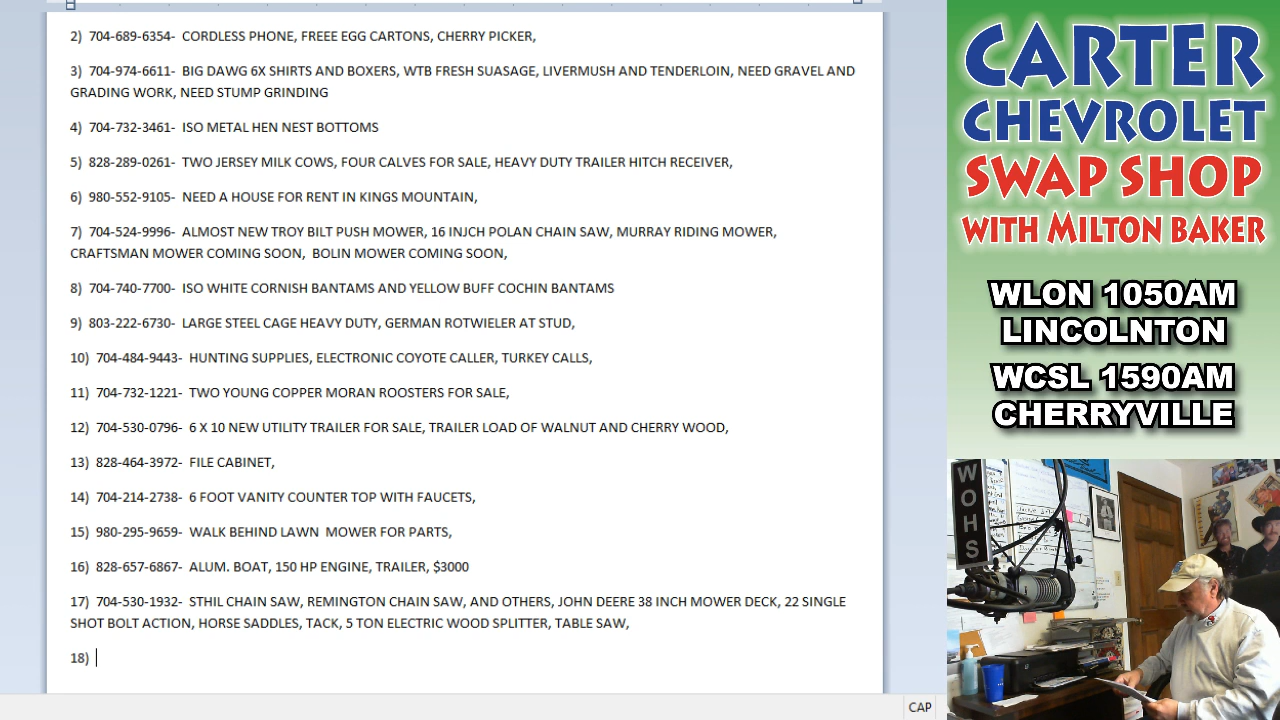 2) 704-689-6354- CORDLESS PHONE, FREEE EGG CARTONS, CHERRY PICKER,
3) 704-974-6611- BIG DAWG 6X SHIRTS AND BOXERS, WTB FRESH SUASAGE, LIVERMUSH AND TENDERLOIN, NEED GRAVEL AND
GRADING WORK, NEED STUMP GRINDING
4) 704-732-3461- ISO METAL HEN NEST BOTTOMS
5) 828-289-0261- TWO JERSEY MILK COWS, FOUR CALVES FOR SALE, HEAVY DUTY TRAILER HITCH RECEIVER,
6) 980-552-9105- NEED A HOUSE FOR RENT IN KINGS MOUNTAIN,
7) 704-524-9996- ALMOST NEW TROY BILT PUSH MOWER, 16 INJCH POLAN CHAIN SAW, MURRAY RIDING MOWER,
CRAFTSMAN MOWER COMING SOON, BOLIN MOWER COMING SOON,
8) 704-740-7700- ISO WHITE CORNISH BANTAMS AND YELLOW BUFF COCHIN BANTAMS
9) 803-222-6730- LARGE STEEL CAGE HEAVY DUTY, GERMAN ROTWIELER AT STUD,
10) 704-484-9443- HUNTING SUPPLIES, ELECTRONIC COYOTE CALLER, TURKEY CALLS,
11) 704-732-1221- TWO YOUNG COPPER MORAN ROOSTERS FOR SALE,
12) 704-530-0796- 6 X 10 NEW UTILITY TRAILER FOR SALE, TRAILER LOAD OF WALNUT AND CHERRY WOOD,
13) 828-464-3972- FILE CABINET,
14) 704-214-2738- 6 FOOT VANITY COUNTER TOP WITH FAUCETS,
15) 980-295-9659- WALK BEHIND LAWN MOWER FOR PARTS,
16) 828-657-6867- ALUM. BOAT, 150 HP ENGINE, TRAILER, $3000
17) 704-530-1932- STHIL CHAIN SAW, REMINGTON CHAIN SAW, AND OTHERS, JOHN DEERE 38 INCH MOWER DECK, 22 SINGLE
SHOT BOLT ACTION, HORSE SADDLES, TACK, 5 TON ELECTRIC WOOD SPLITTER, TABLE SAW,
18)
CAP
CARTER
CHEVROLET
SWAP SHOP
WITH MILTON BAKER
WLON 1050AM
LINCOLNTON
WCSL 1590AM
CHERRYVILLE
WOHS